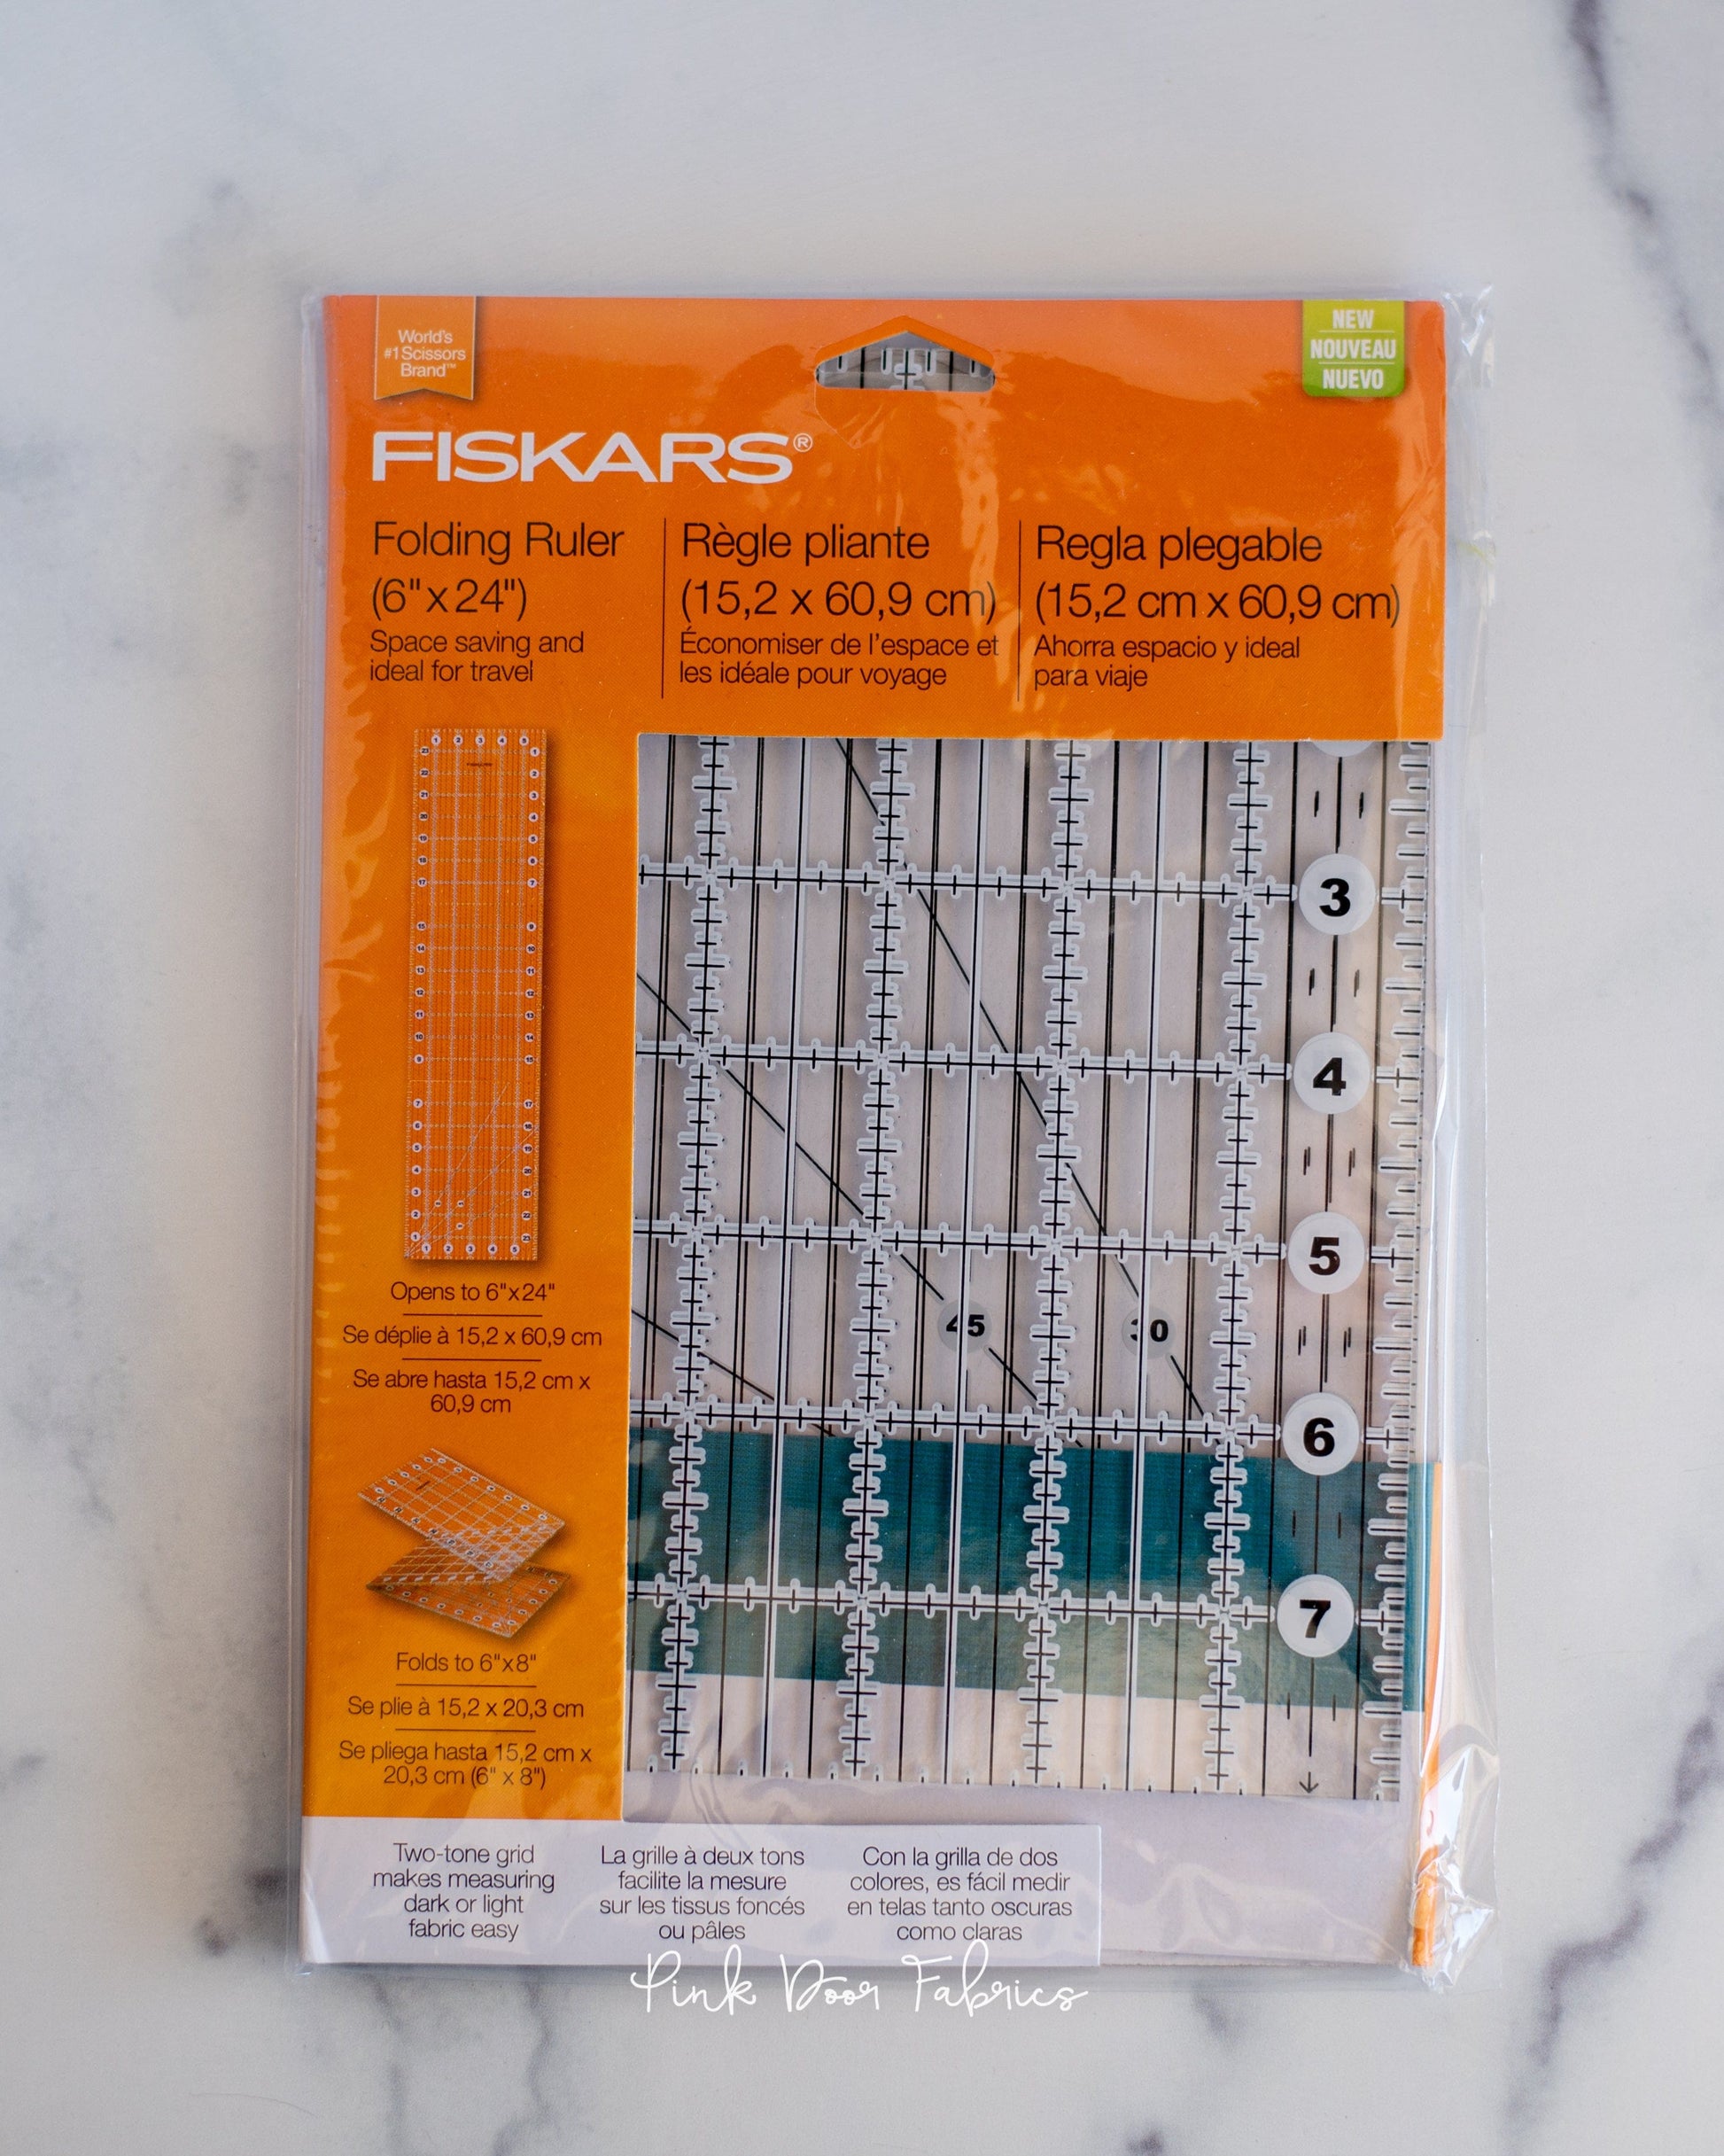 World's
#1 Scissors
Brand™
NEW
NOUVEAU
NUEVO
FISKARS®
Folding Ruler
(6"x24")
Space saving and
ideal for travel
Règle pliante
(15,2 x 60,9 cm)
Économiser de l'espace et
les idéale pour voyage
Regla plegable
(15,2 cm x 60,9 cm)
Ahorra espacio y ideal
para viaje
3
4
5
45
30
6
7
Opens to 6"x24"
Se déplie à 15,2 x 60,9 cm
Se abre hasta 15,2 cm x
60,9 cm
Folds to 6"x8"
Se plie à 15,2 x 20,3 cm
Se pliega hasta 15,2 cm x
20,3 cm (6" x 8")
Two-tone grid
makes measuring
dark or light
fabric easy
La grille à deux tons
facilite la mesure
sur les tissus foncés
ou pâles
Con la grilla de dos
colores, es fácil medir
en telas tanto oscuras
como claras
Pink Door Fabrics